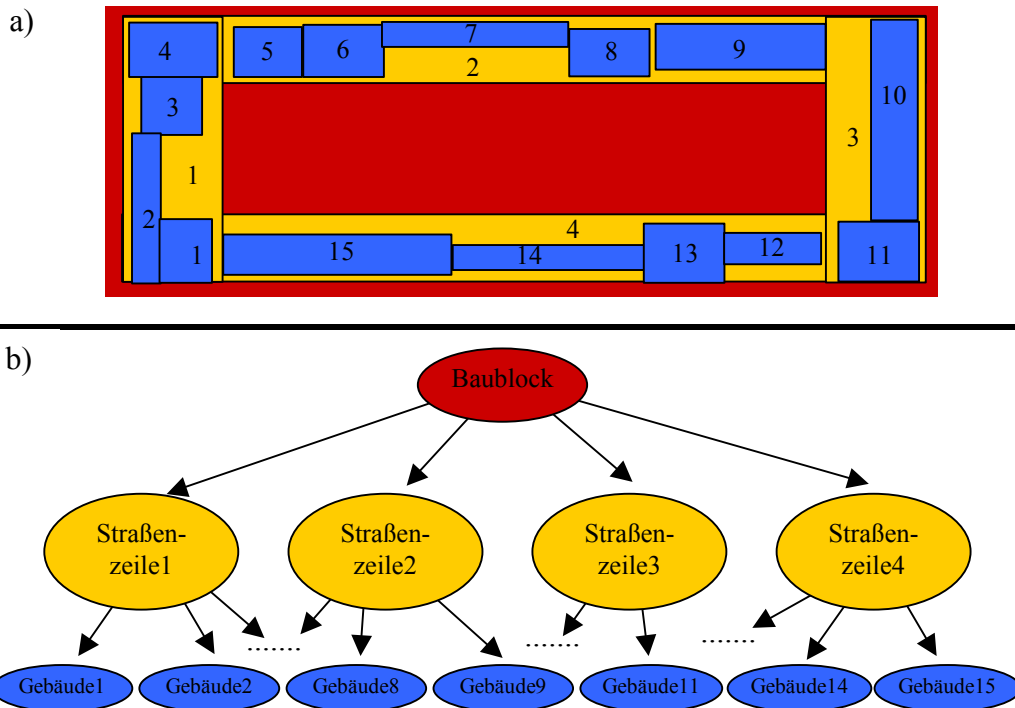 a)
4
5
6
7
8
9
2
3
10
3
1
2
1
4
15
14
13
12
11
b)
Baublock
Straßen-
zeile1
Straßen-
zeile2
Straßen-
zeile3
Straßen-
zeile4
.......
.......
.......
Gebäude1
Gebäude2
Gebäude8
Gebäude9
Gebäude11
Gebäude14
Gebäude15